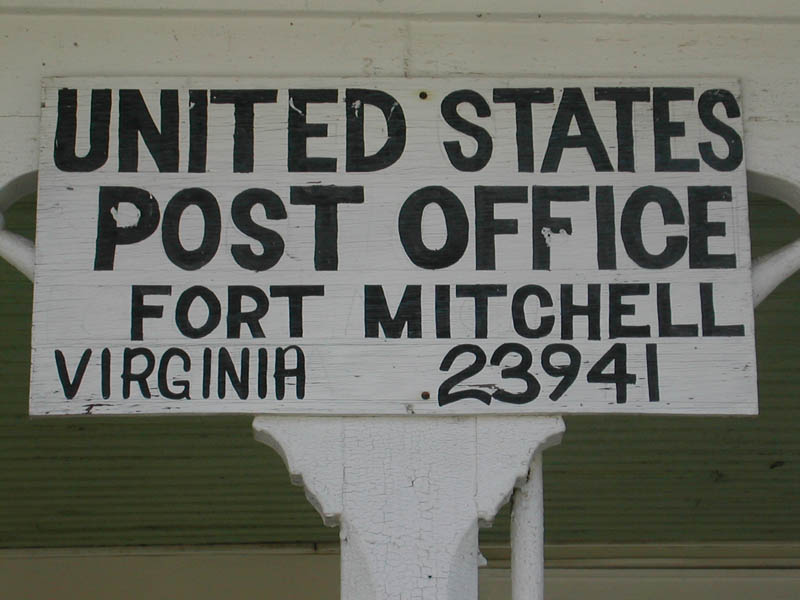 UNITED STATES
POST OFFICE
FORT MITCHELL
VIRGINIA 23941